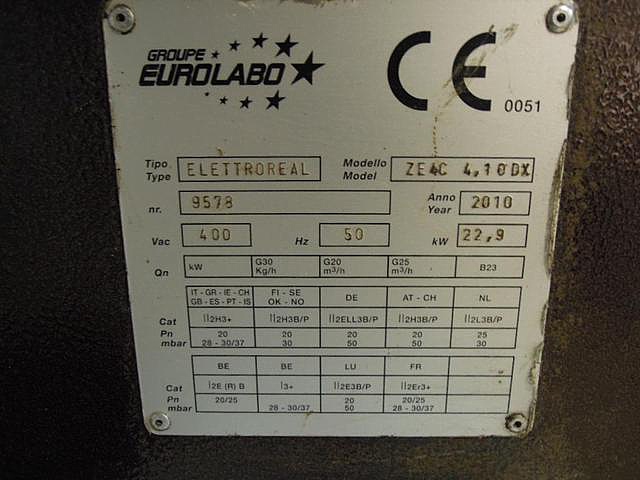 GROUPE
EUROLABO
CE 0051
Tipo Type ELETTROREAL Modello Model ZE4C 4,10DX
nr. 9578 Anno Year 2010
Vac 400 Hz 50 kW 22,9
Qn kW G30 Kg/h G20 m³/h G25 m³/h B23
IT - GR - IE - CH GB - ES - PT - IS FI - SE OK - NO DE AT - CH NL
Cat II2H3+ II2H3B/P II2ELL3B/P II2H3B/P II2L3B/P
Pn mbar 20 28 - 30/37 20 30 20 50 20 50 25 30
BE BE LU FR
Cat I2E (R) B I3+ II2E3B/P II2Er3+
Pn mbar 20/25 28 - 30/37 20 50 20/25 28 - 30/37